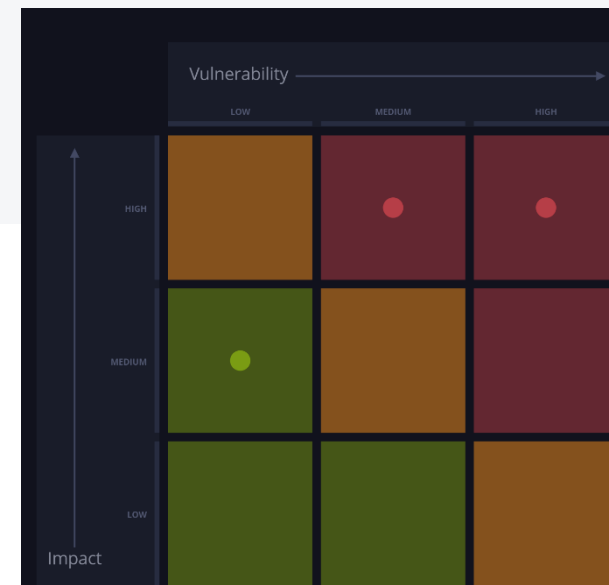 Vulnerability
LOW MEDIUM HIGH
HIGH
MEDIUM
LOW
Impact